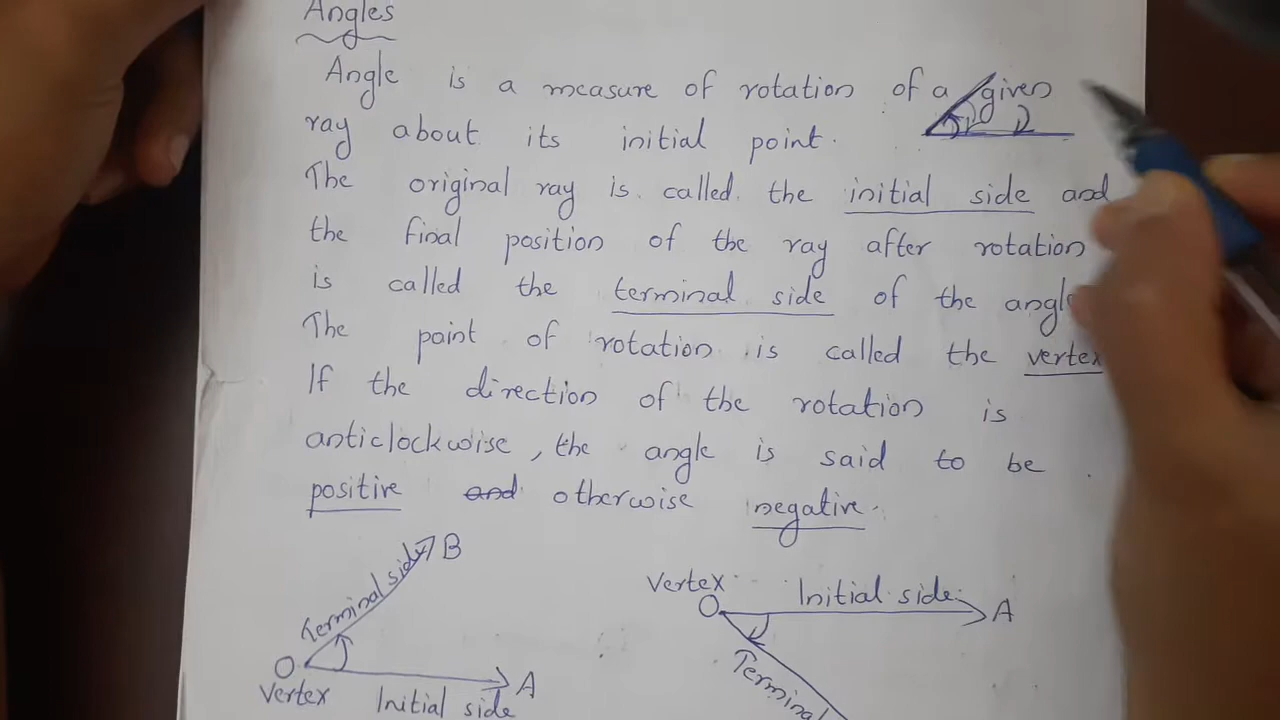 Angles
Angle is a measure of rotation of a given
ray about its initial point.
The original ray is called the initial side and
the final position of the ray after rotation
is called the terminal side of the angle
The point of rotation is called the vertex
If the direction of the rotation is
anticlockwise, the angle is said to be
positive and otherwise negative.
Terminal side B
O
Vertex
Initial side
A
Vertex
O
Initial side
A
Terminal